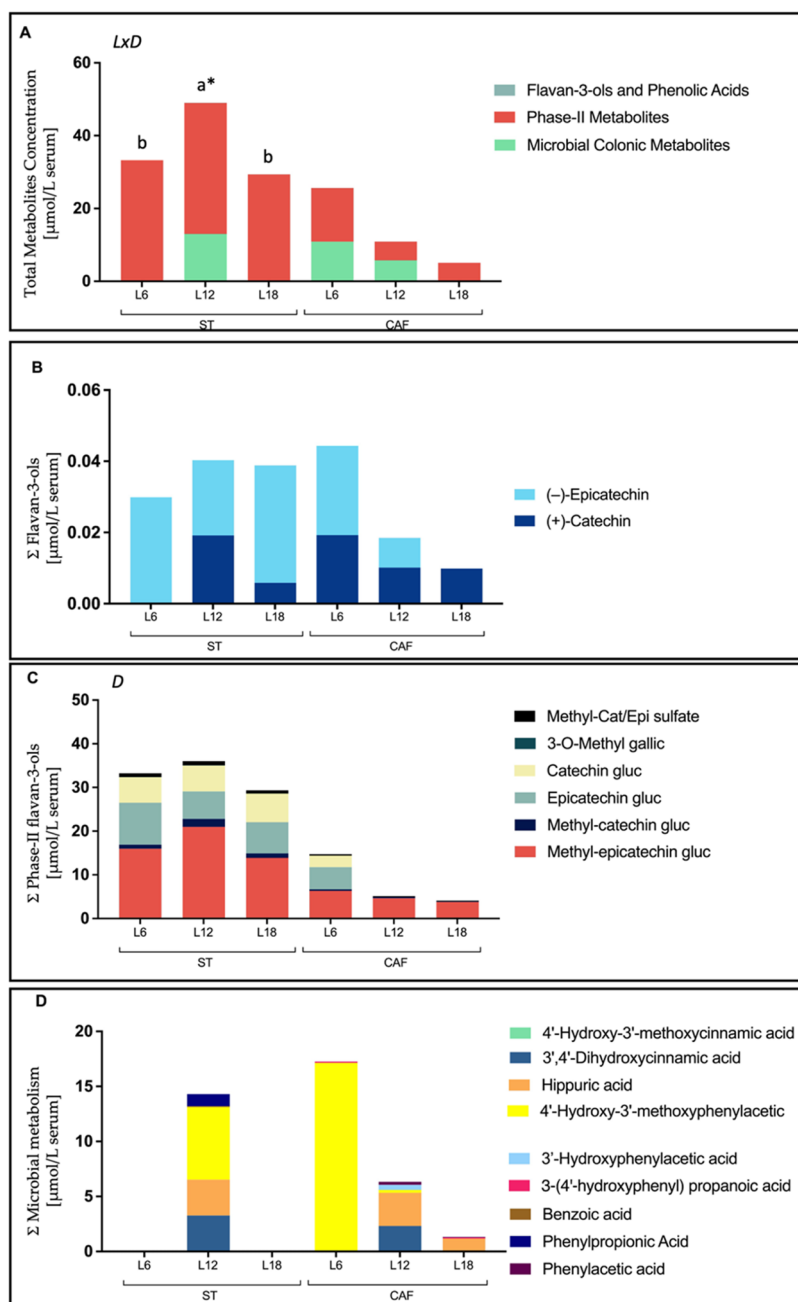 A
LxD
Total Metabolites Concentration
[µmol/L serum]
60
40
20
0
b
a*
b
L6
L12
L18
L6
L12
L18
ST
CAF
Flavan-3-ols and Phenolic Acids
Phase-II Metabolites
Microbial Colonic Metabolites
B
Σ Flavan-3-ols
[µmol/L serum]
0.06
0.04
0.02
0.00
L6
L12
L18
L6
L12
L18
ST
CAF
(–)-Epicatechin
(+)-Catechin
C
D
Σ Phase-II flavan-3-ols
[µmol/L serum]
50
40
30
20
10
0
L6
L12
L18
L6
L12
L18
ST
CAF
Methyl-Cat/Epi sulfate
3-O-Methyl gallic
Catechin gluc
Epicatechin gluc
Methyl-catechin gluc
Methyl-epicatechin gluc
D
Σ Microbial metabolism
[µmol/L serum]
20
15
10
5
0
L6
L12
L18
L6
L12
L18
ST
CAF
4'-Hydroxy-3'-methoxycinnamic acid
3',4'-Dihydroxycinnamic acid
Hippuric acid
4'-Hydroxy-3'-methoxyphenylacetic
3'-Hydroxyphenylacetic acid
3-(4'-hydroxyphenyl) propanoic acid
Benzoic acid
Phenylpropionic Acid
Phenylacetic acid